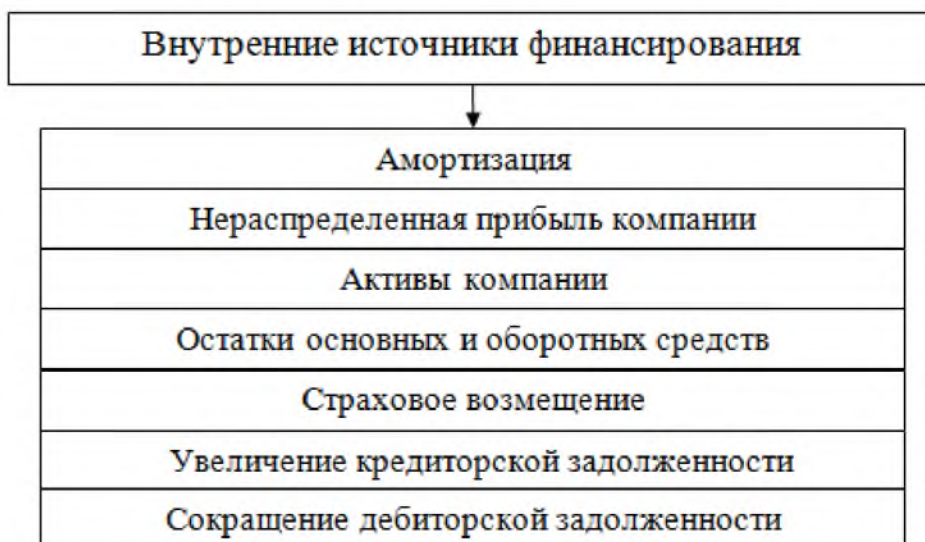 Внутренние источники финансирования
Амортизация
Нераспределенная прибыль компании
Активы компании
Остатки основных и оборотных средств
Страховое возмещение
Увеличение кредиторской задолженности
Сокращение дебиторской задолженности